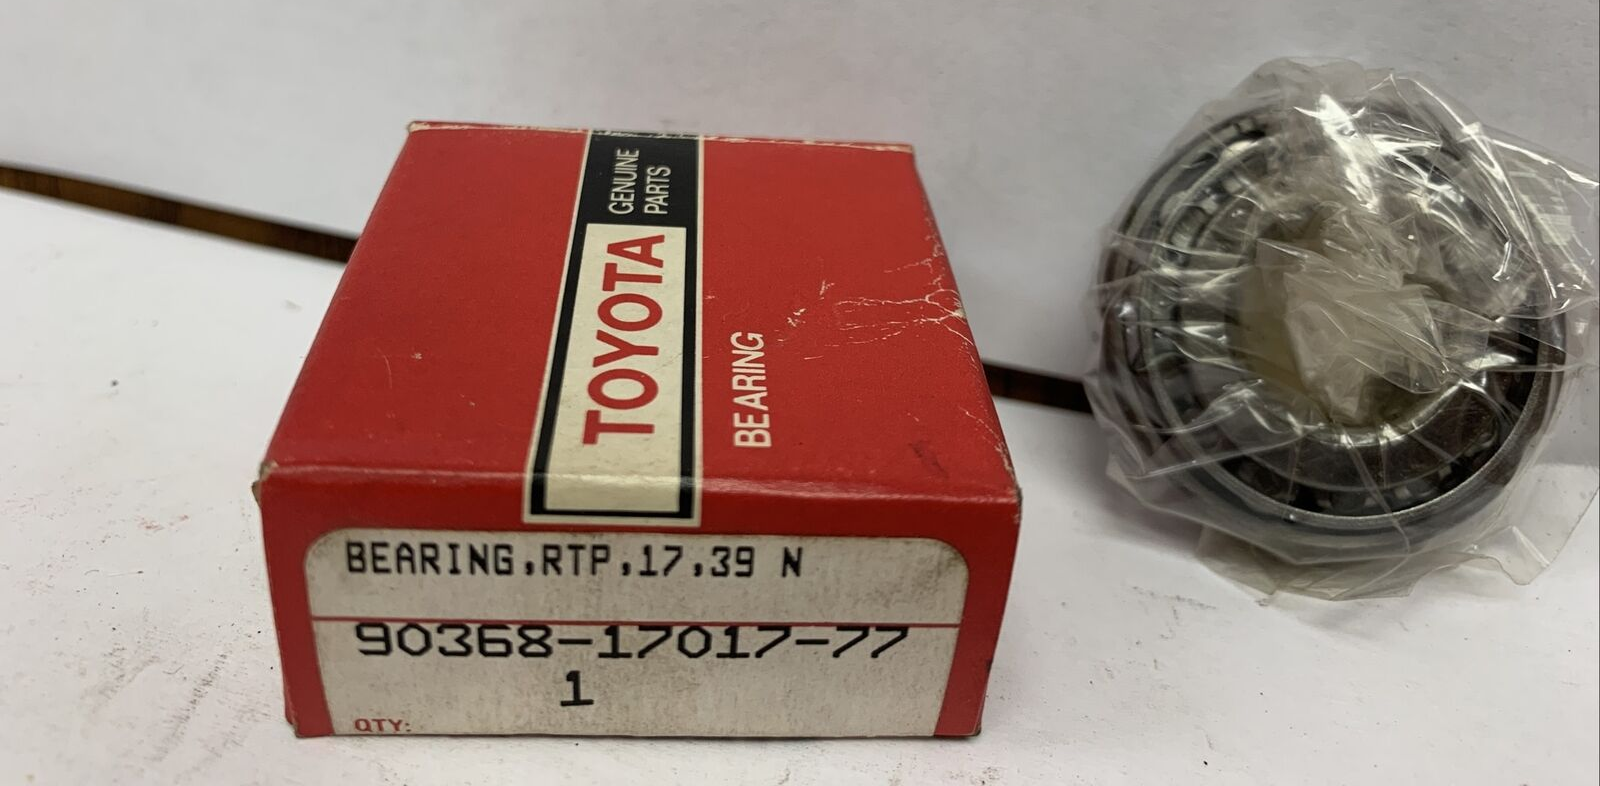 GENUINE
PARTS
TOYOTA
BEARING
BEARING,RTP,17,39 N
90368-17017-77
1
QTY: